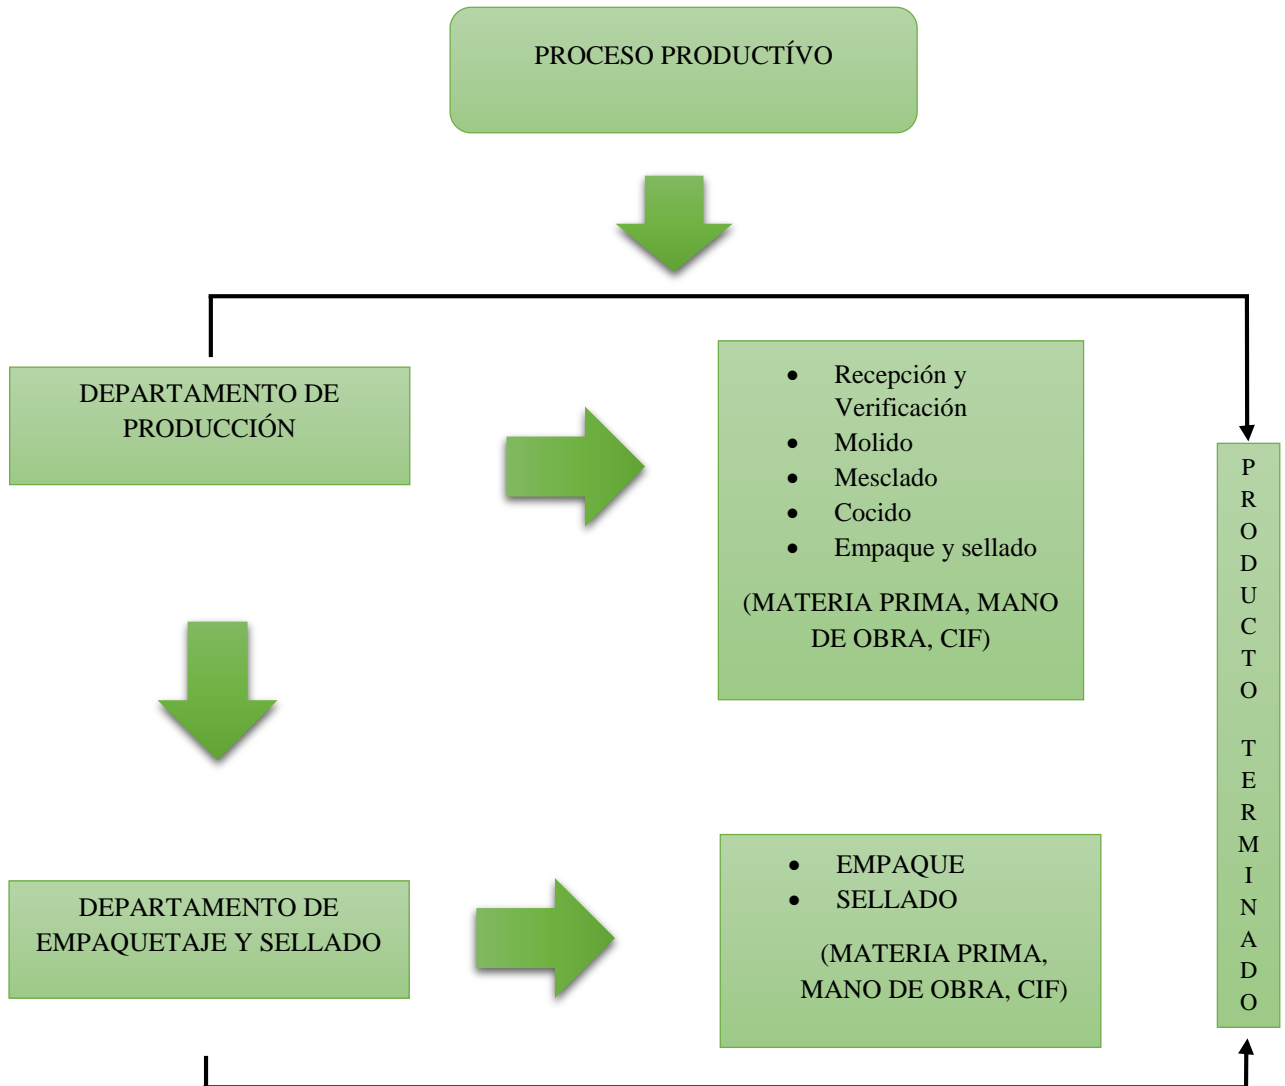 PROCESO PRODUCTÍVO
DEPARTAMENTO DE
PRODUCCIÓN
• Recepción y
Verificación
• Molido
• Mesclado
• Cocido
• Empaque y sellado
(MATERIA PRIMA, MANO
DE OBRA, CIF)
DEPARTAMENTO DE
EMPAQUETAJE Y SELLADO
• EMPAQUE
• SELLADO
(MATERIA PRIMA,
MANO DE OBRA, CIF)
P
R
O
D
U
C
T
O
T
E
R
M
I
N
A
D
O